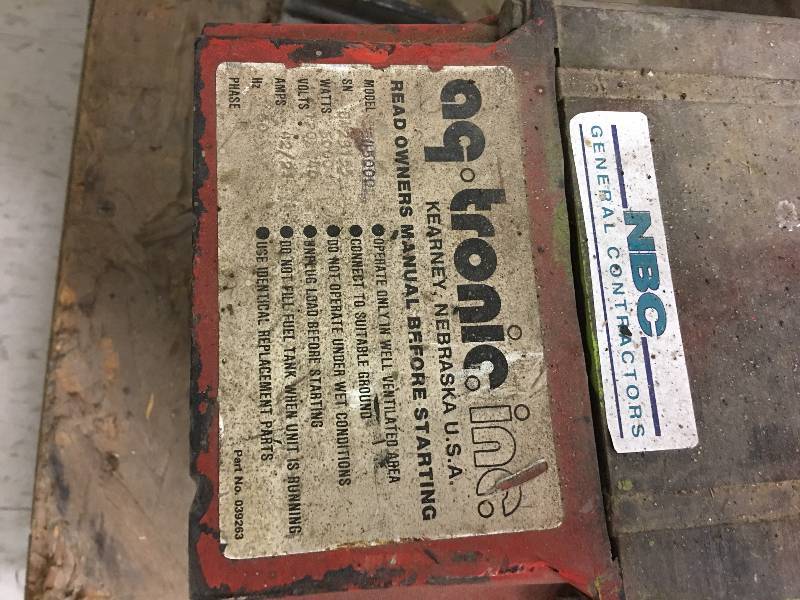 ag·tronic,inc.
KEARNEY, NEBRASKA U.S.A.
READ OWNERS MANUAL BEFORE STARTING
MODEL
SN
WATTS
VOLTS
AMPS
Hz
PHASE
● OPERATE ONLY IN WELL VENTILATED AREA
● CONNECT TO SUITABLE GROUND
● DO NOT OPERATE UNDER WET CONDITIONS
● UNPLUG LOAD BEFORE STARTING
● DO NOT FILL FUEL TANK WHEN UNIT IS RUNNING
● USE IDENTICAL REPLACEMENT PARTS
Part No. 039263
NBC
GENERAL CONTRACTORS